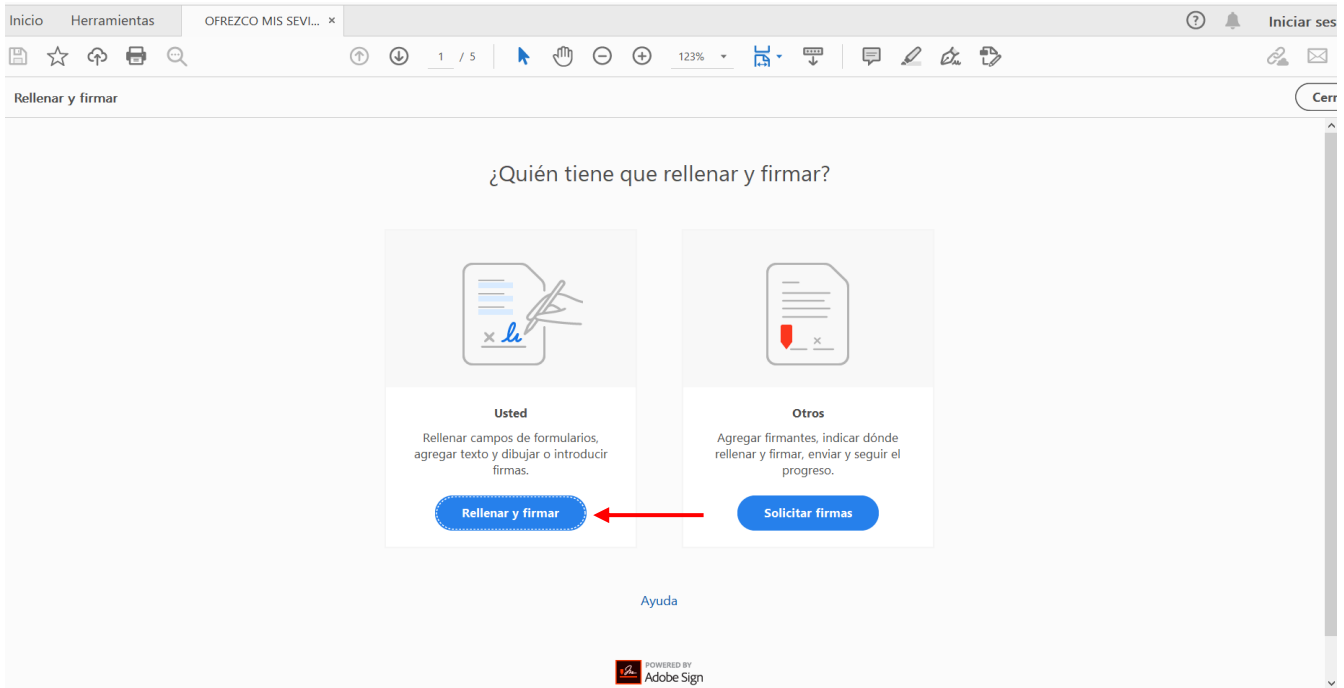 Inicio Herramientas OFREZCO MIS SEVI... × Iniciar ses
1 / 5 123%
Rellenar y firmar Cerr
¿Quién tiene que rellenar y firmar?
Usted
Rellenar campos de formularios,
agregar texto y dibujar o introducir
firmas.
Rellenar y firmar
Otros
Agregar firmantes, indicar dónde
rellenar y firmar, enviar y seguir el
progreso.
Solicitar firmas
Ayuda
POWERED BY
Adobe Sign